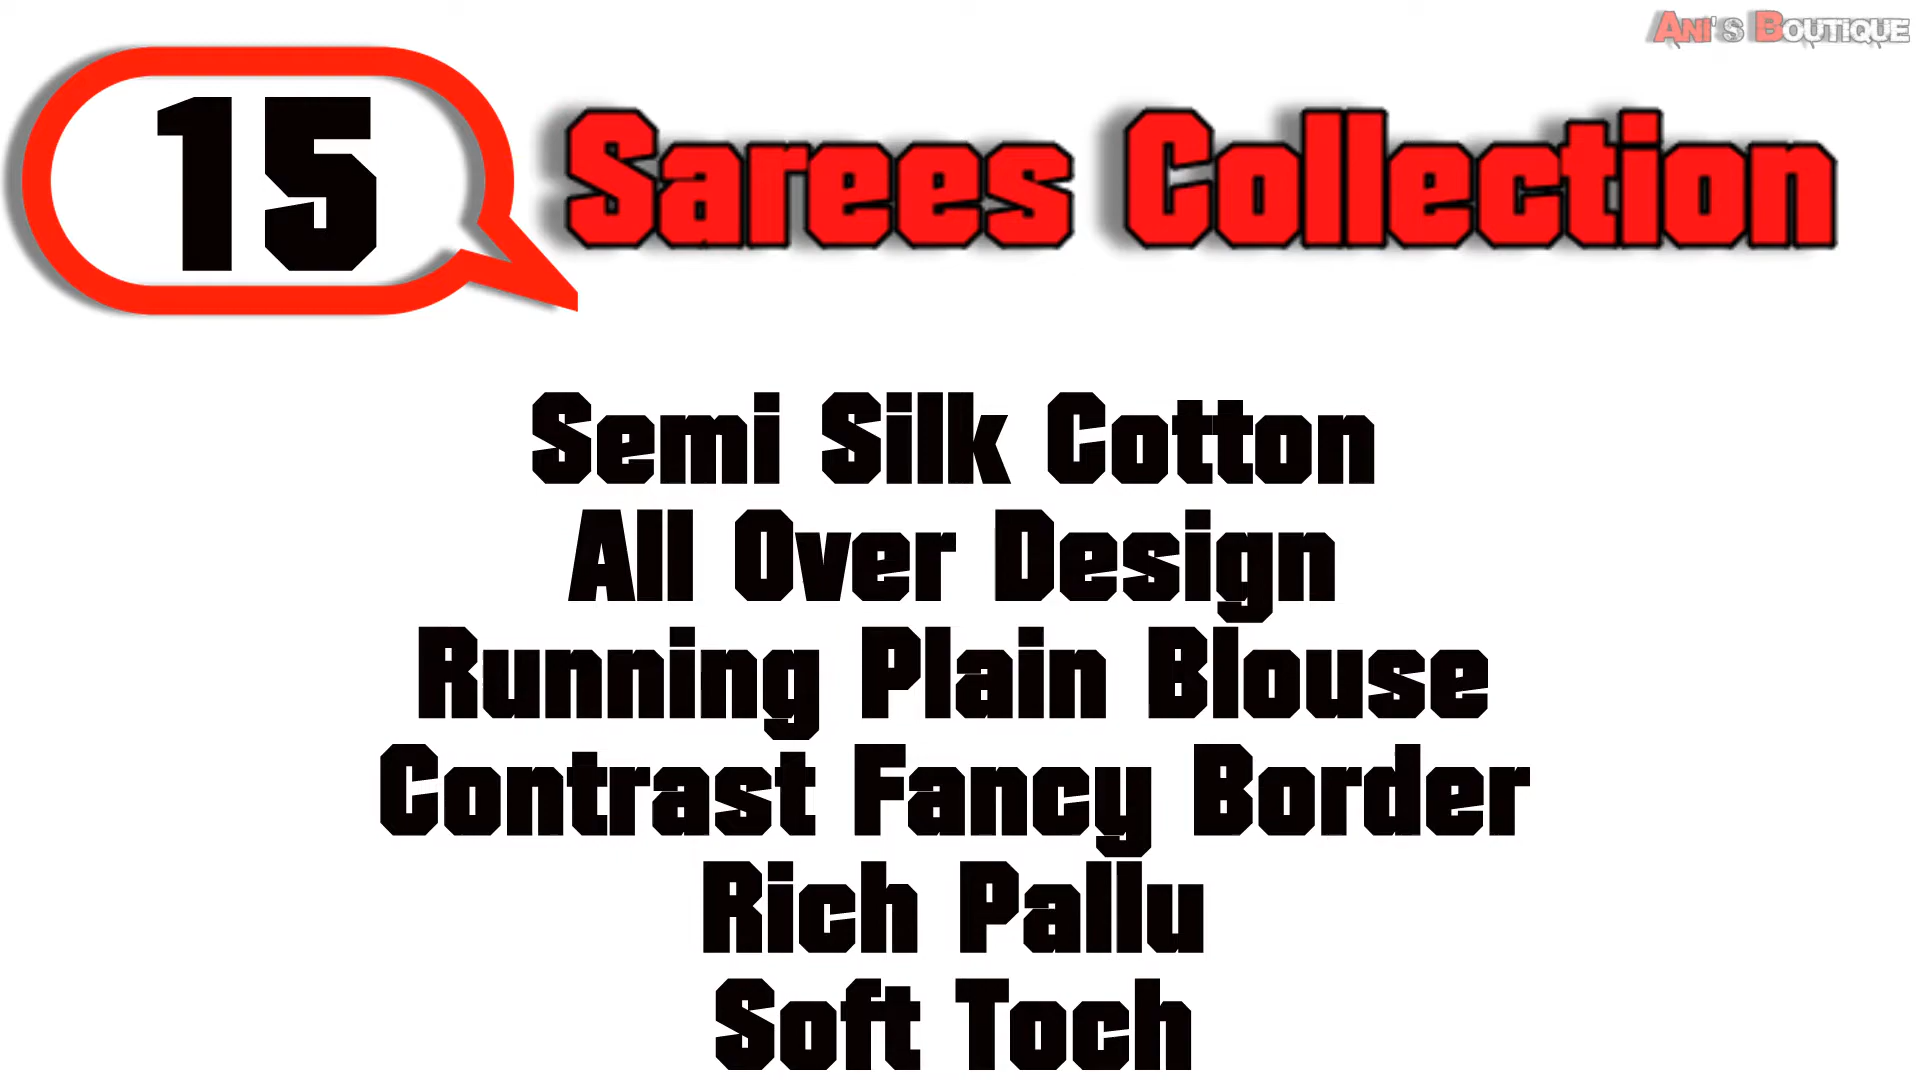 Ani's Boutique
15 Sarees Collection
Semi Silk Cotton
All Over Design
Running Plain Blouse
Contrast Fancy Border
Rich Pallu
Soft Toch